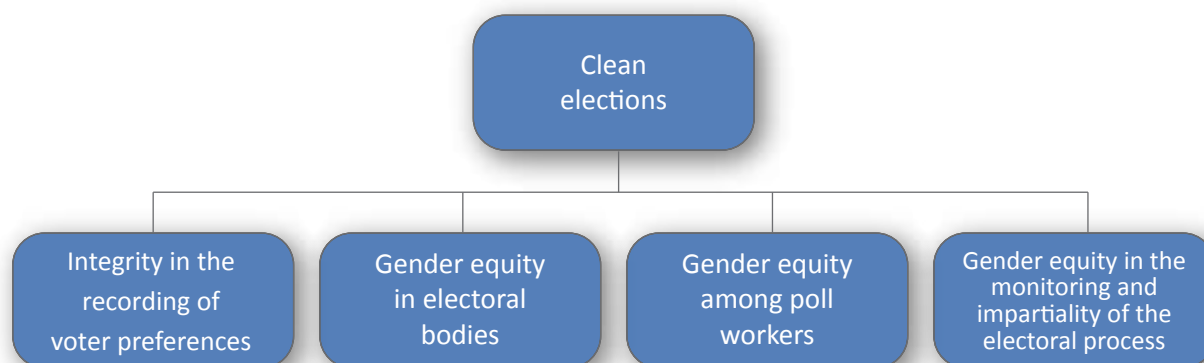 Clean
elections
Integrity in the
recording of
voter preferences
Gender equity
in electoral
bodies
Gender equity
among poll
workers
Gender equity in the
monitoring and
impartiality of the
electoral process